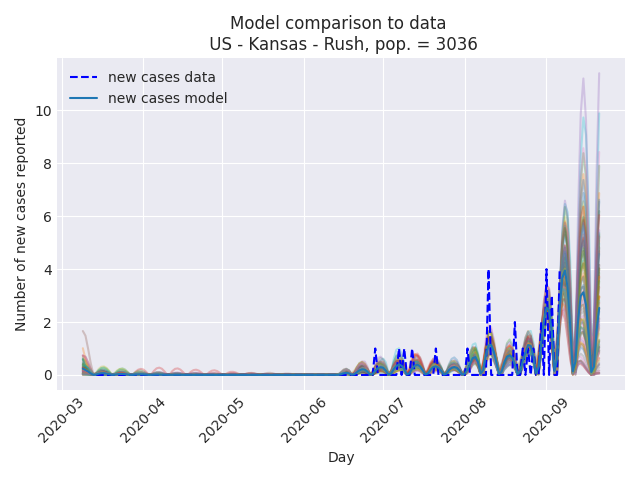 Model comparison to data
US - Kansas - Rush, pop. = 3036
new cases data
new cases model
Number of new cases reported
10
8
6
4
2
0
2020-03
2020-04
2020-05
2020-06
2020-07
2020-08
2020-09
Day